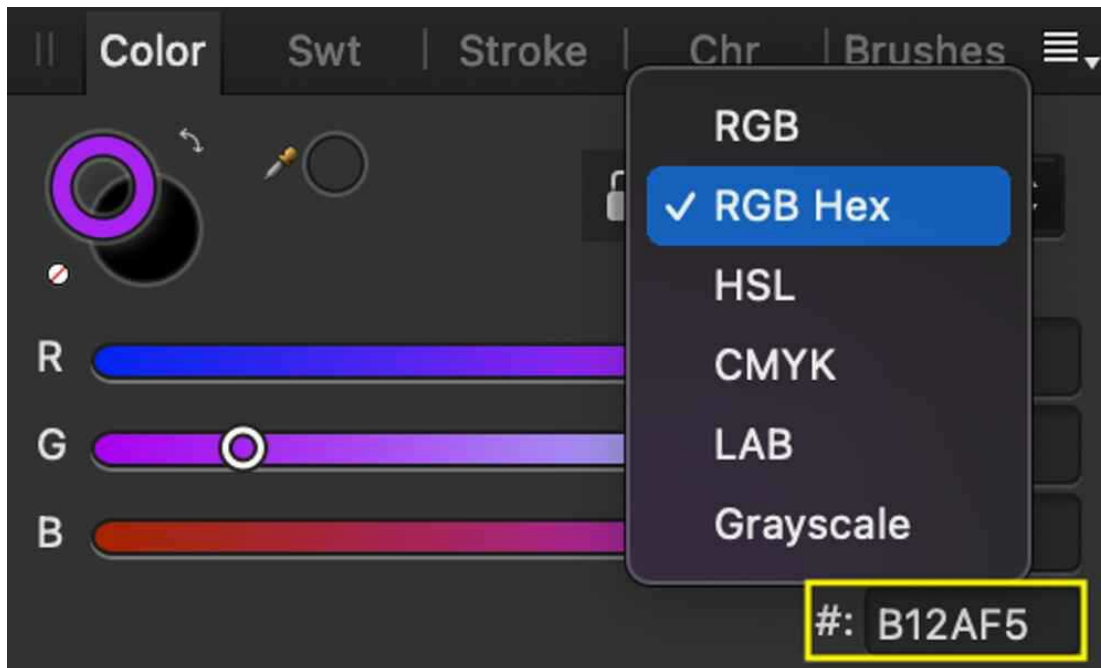 Color Swt Stroke Chr Brushes
RGB
✓ RGB Hex
HSL
CMYK
LAB
Grayscale
R
G
B
#: B12AF5